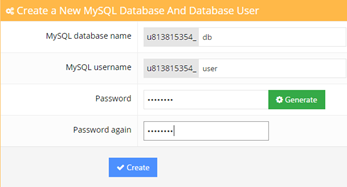 Create a New MySQL Database And Database User
MySQL database name u813815354_ db
MySQL username u813815354_ user
Password •••••••• Generate
Password again ••••••••
Create